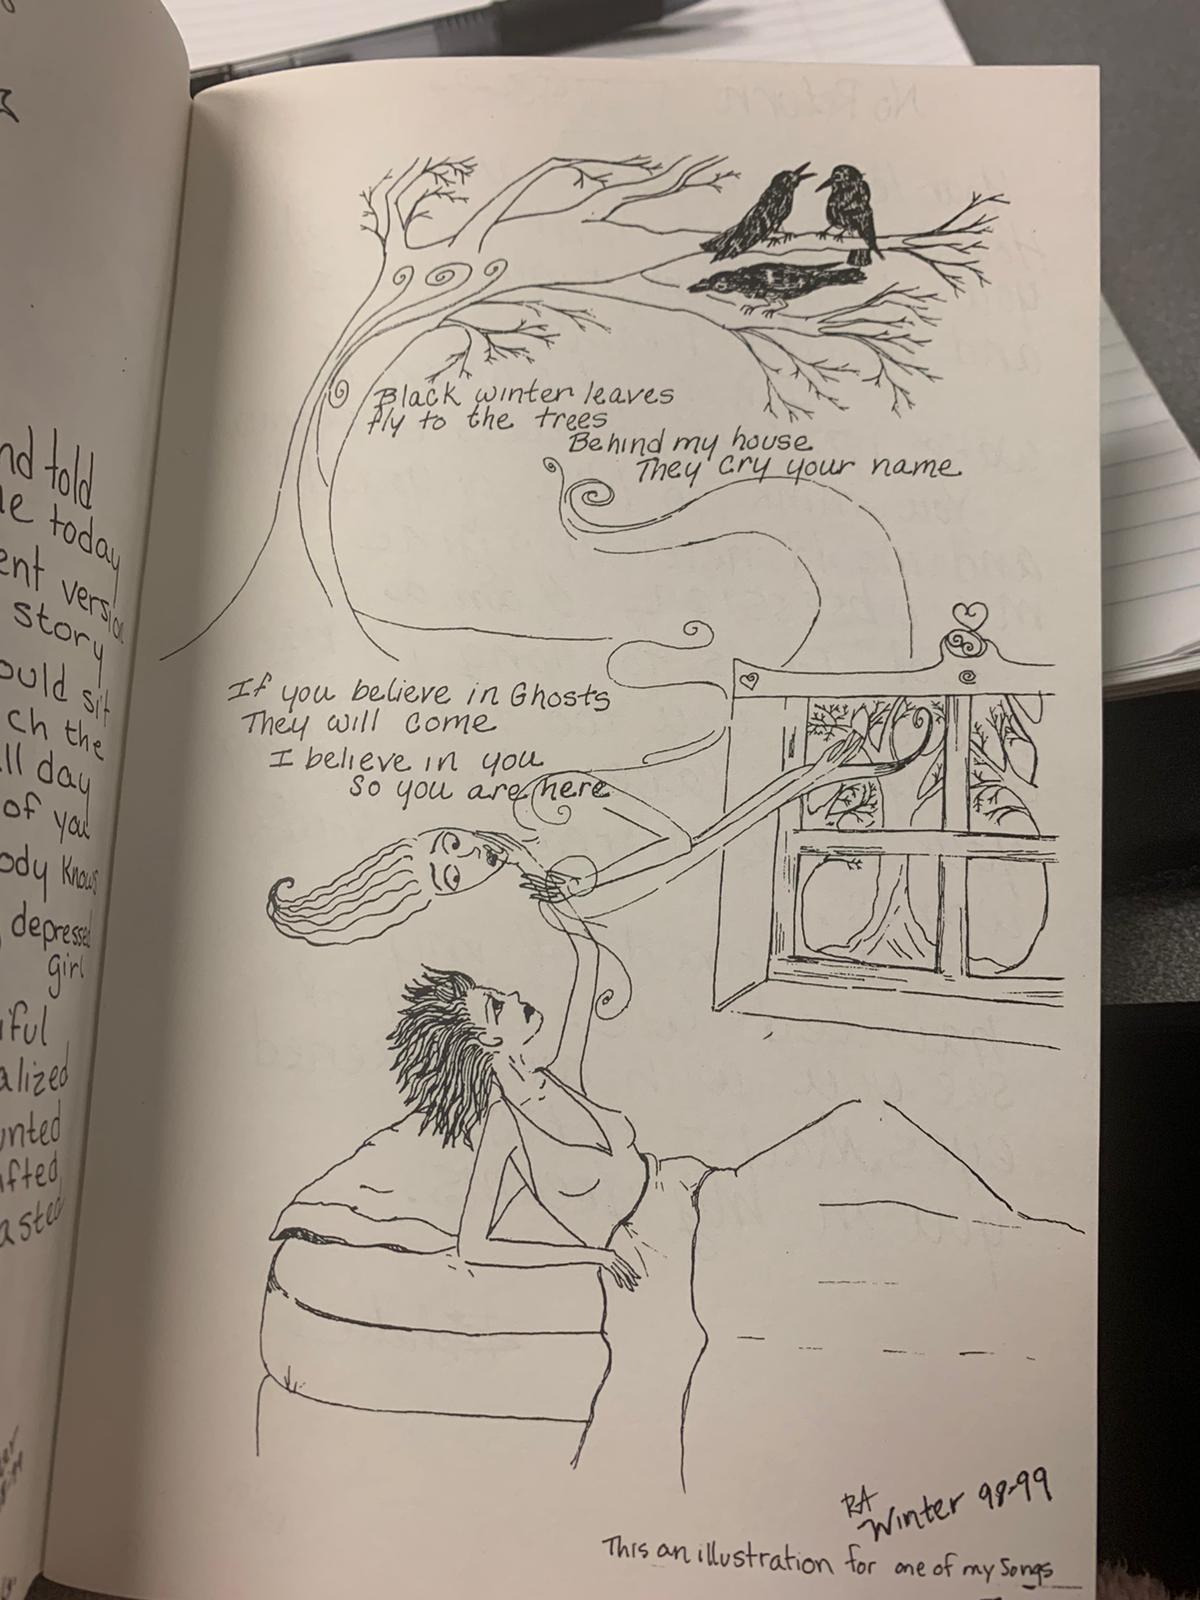 nd told
e today
ent version
story
ould sit
ch the
ll day
of you
ody Knows
depressed
girl
iful
alized
unted
ifted
asted
No Return
Black winter leaves
fly to the trees
Behind my house
They cry your name
If you believe in Ghosts
They will come
I believe in you
So you are here
RA
Winter 98-99
This an illustration for one of my Songs